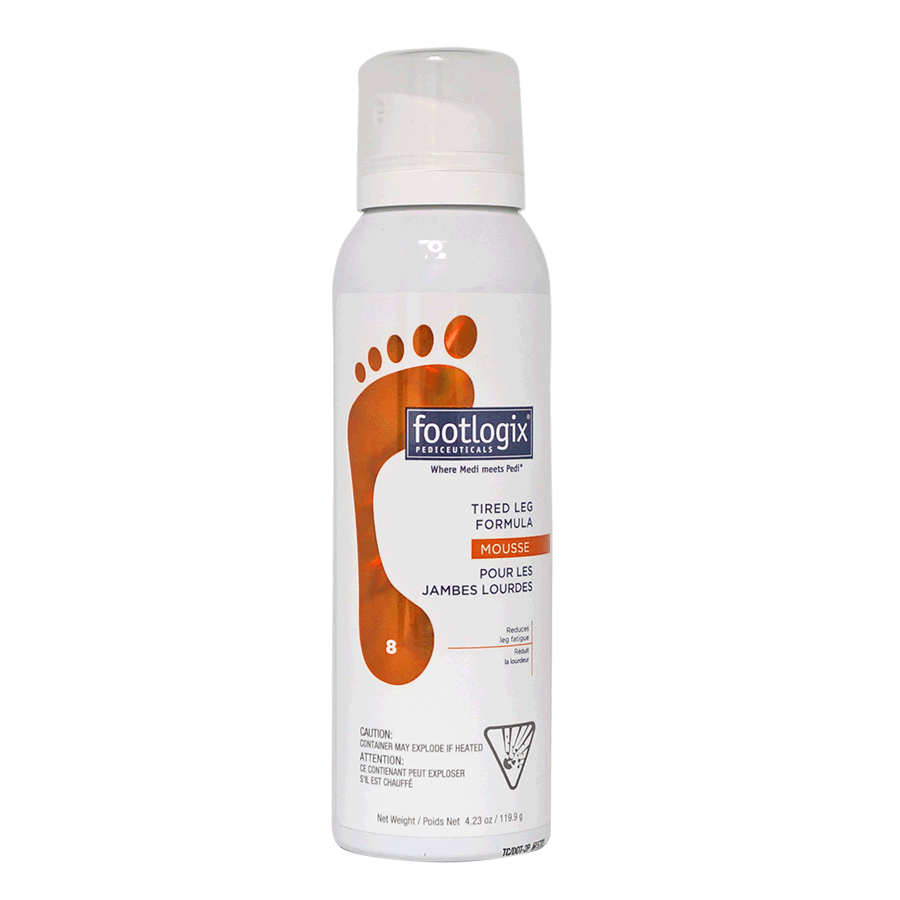 footlogix®
PEDICEUTICALS
Where Medi meets Pedi®
TIRED LEG
FORMULA
MOUSSE
POUR LES
JAMBES LOURDES
Reduces
leg fatigue
Réduit
la lourdeur
8
CAUTION:
CONTAINER MAY EXPLODE IF HEATED
ATTENTION:
CE CONTENANT PEUT EXPLOSER
S'IL EST CHAUFFÉ
Net Weight / Poids Net 4.23 oz / 119.9 g